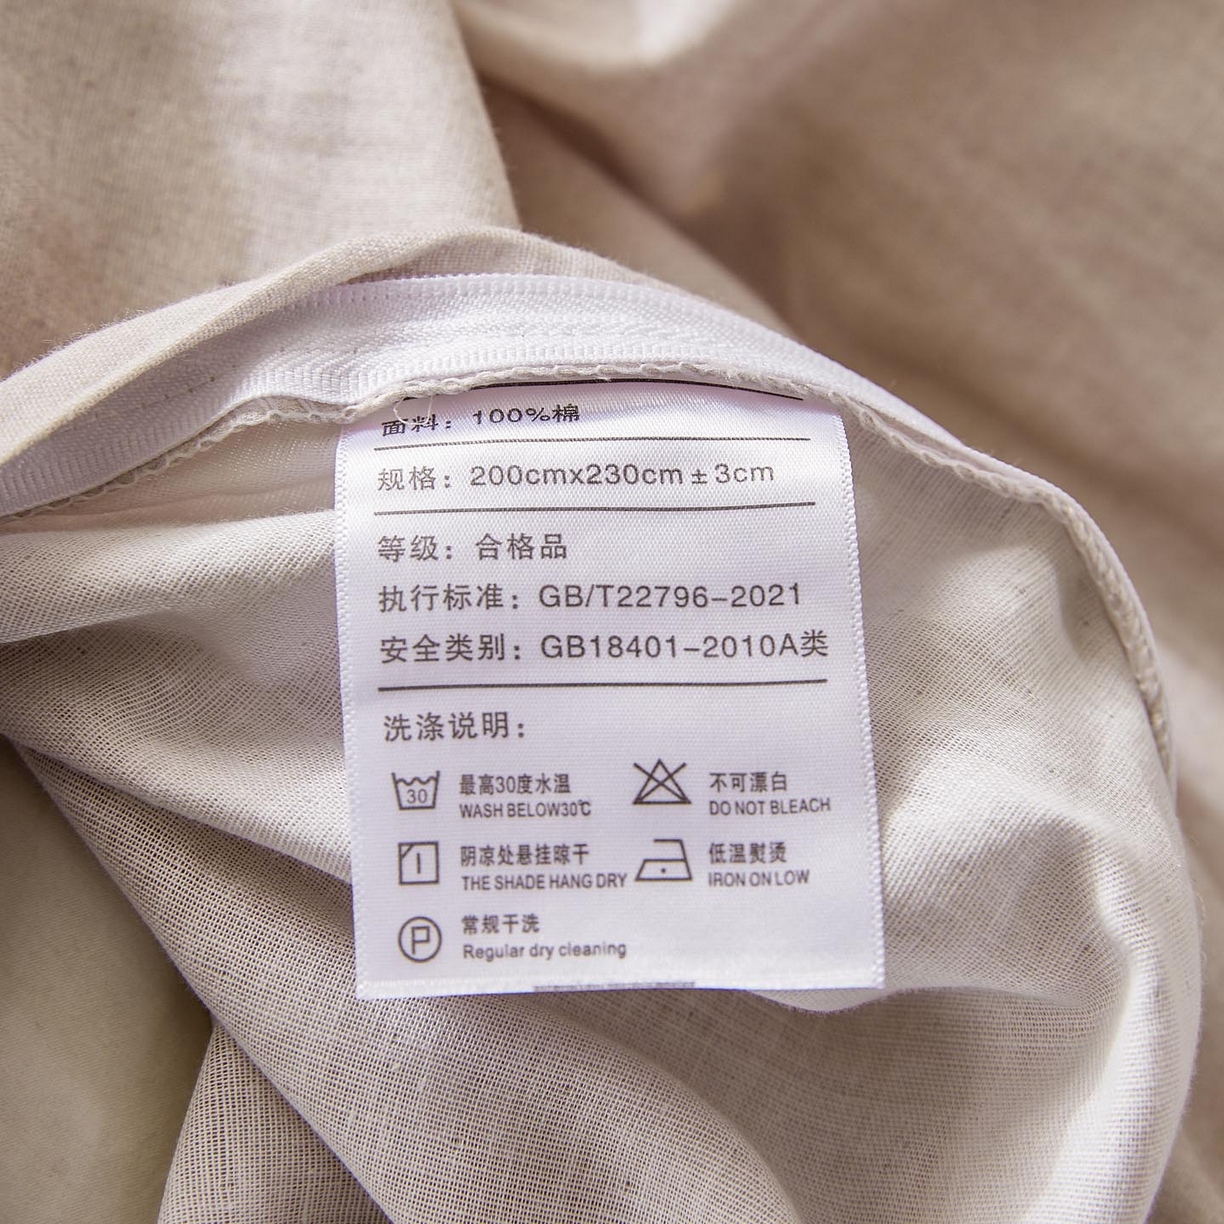 面料：100%棉
规格：200cmx230cm±3cm
等级：合格品
执行标准：GB/T22796-2021
安全类别：GB18401-2010A类
洗涤说明：
30
最高30度水温
WASH BELOW30℃
不可漂白
DO NOT BLEACH
阴凉处悬挂晾干
THE SHADE HANG DRY
低温熨烫
IRON ON LOW
P
常规干洗
Regular dry cleaning